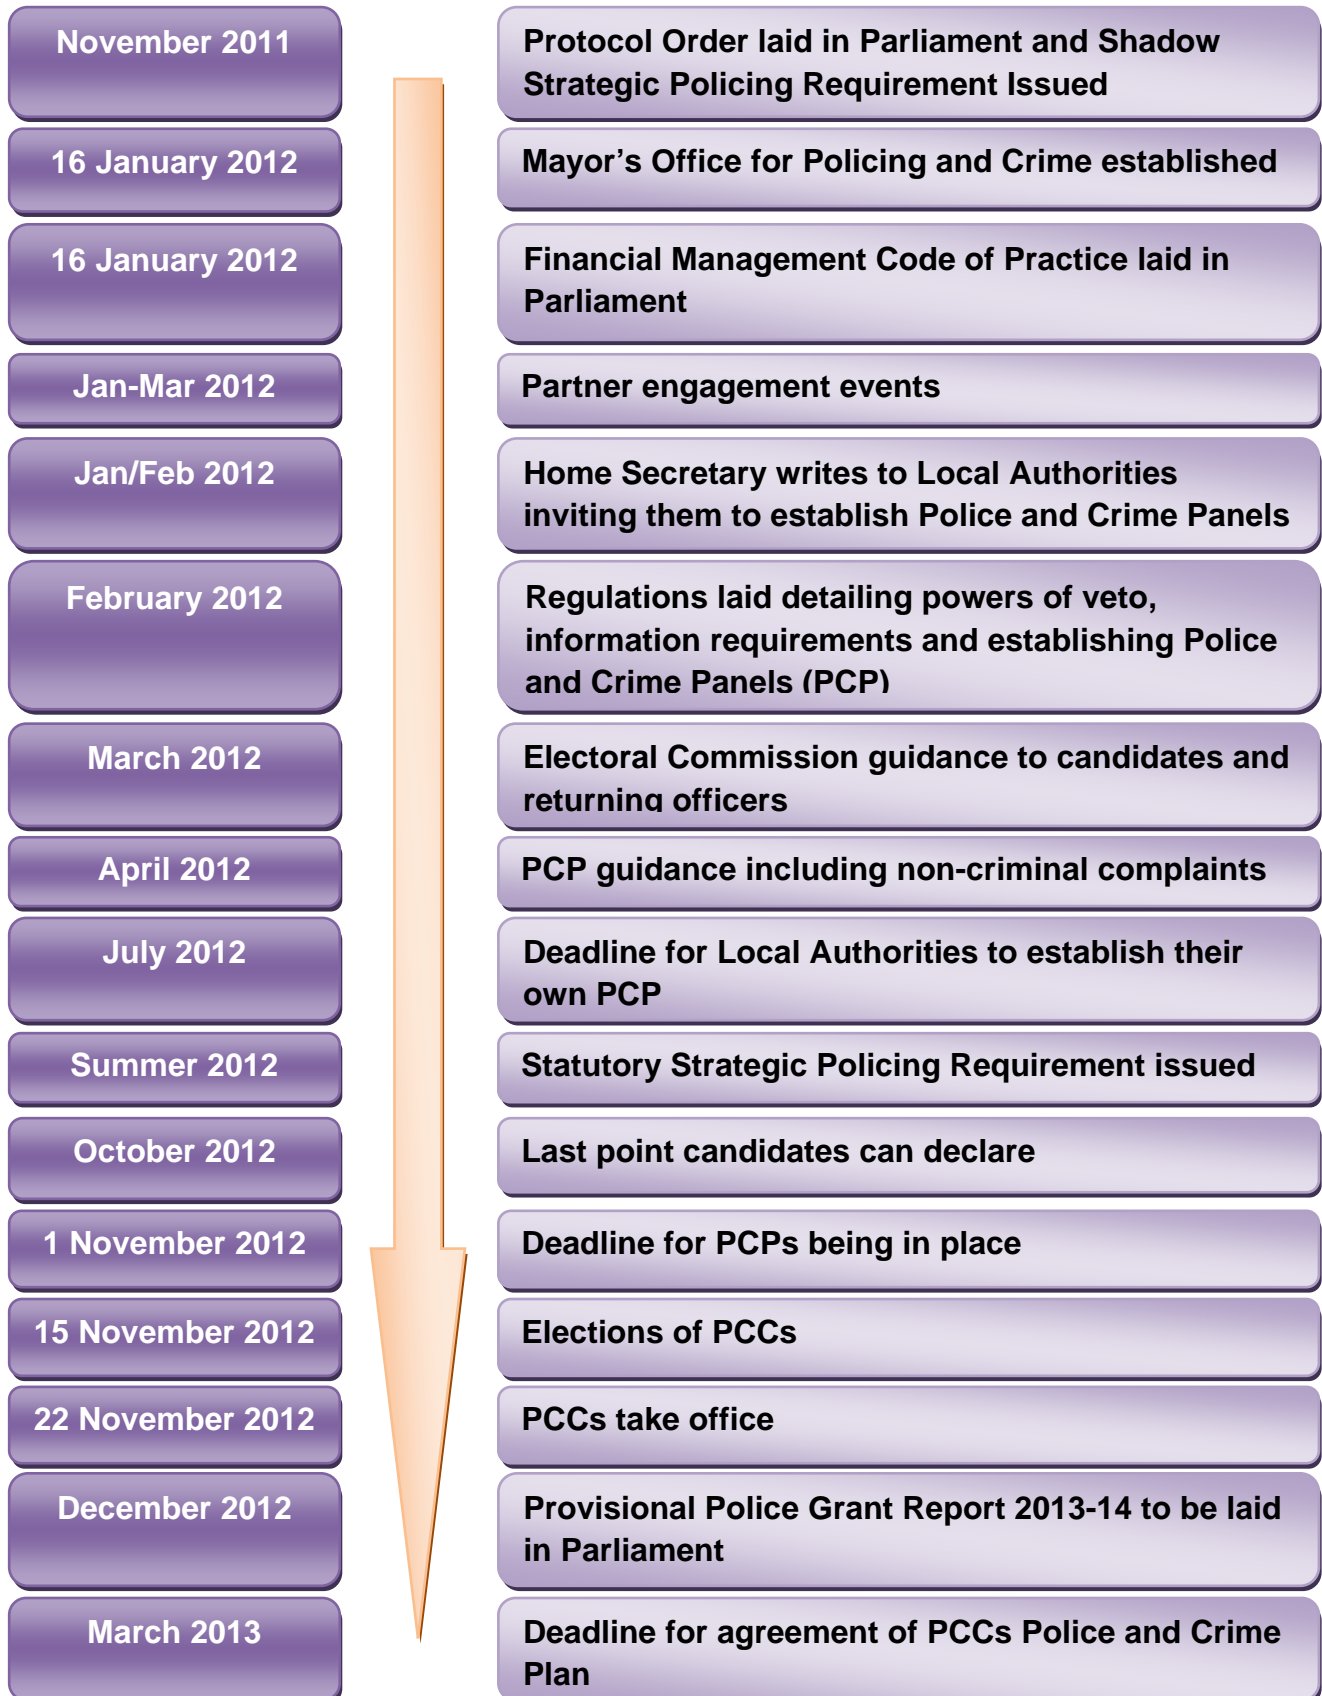 November 2011
Protocol Order laid in Parliament and Shadow
Strategic Policing Requirement Issued
16 January 2012
Mayor’s Office for Policing and Crime established
16 January 2012
Financial Management Code of Practice laid in
Parliament
Jan-Mar 2012
Partner engagement events
Jan/Feb 2012
Home Secretary writes to Local Authorities
inviting them to establish Police and Crime Panels
February 2012
Regulations laid detailing powers of veto,
information requirements and establishing Police
and Crime Panels (PCP)
March 2012
Electoral Commission guidance to candidates and
returning officers
April 2012
PCP guidance including non-criminal complaints
July 2012
Deadline for Local Authorities to establish their
own PCP
Summer 2012
Statutory Strategic Policing Requirement issued
October 2012
Last point candidates can declare
1 November 2012
Deadline for PCPs being in place
15 November 2012
Elections of PCCs
22 November 2012
PCCs take office
December 2012
Provisional Police Grant Report 2013-14 to be laid
in Parliament
March 2013
Deadline for agreement of PCCs Police and Crime
Plan